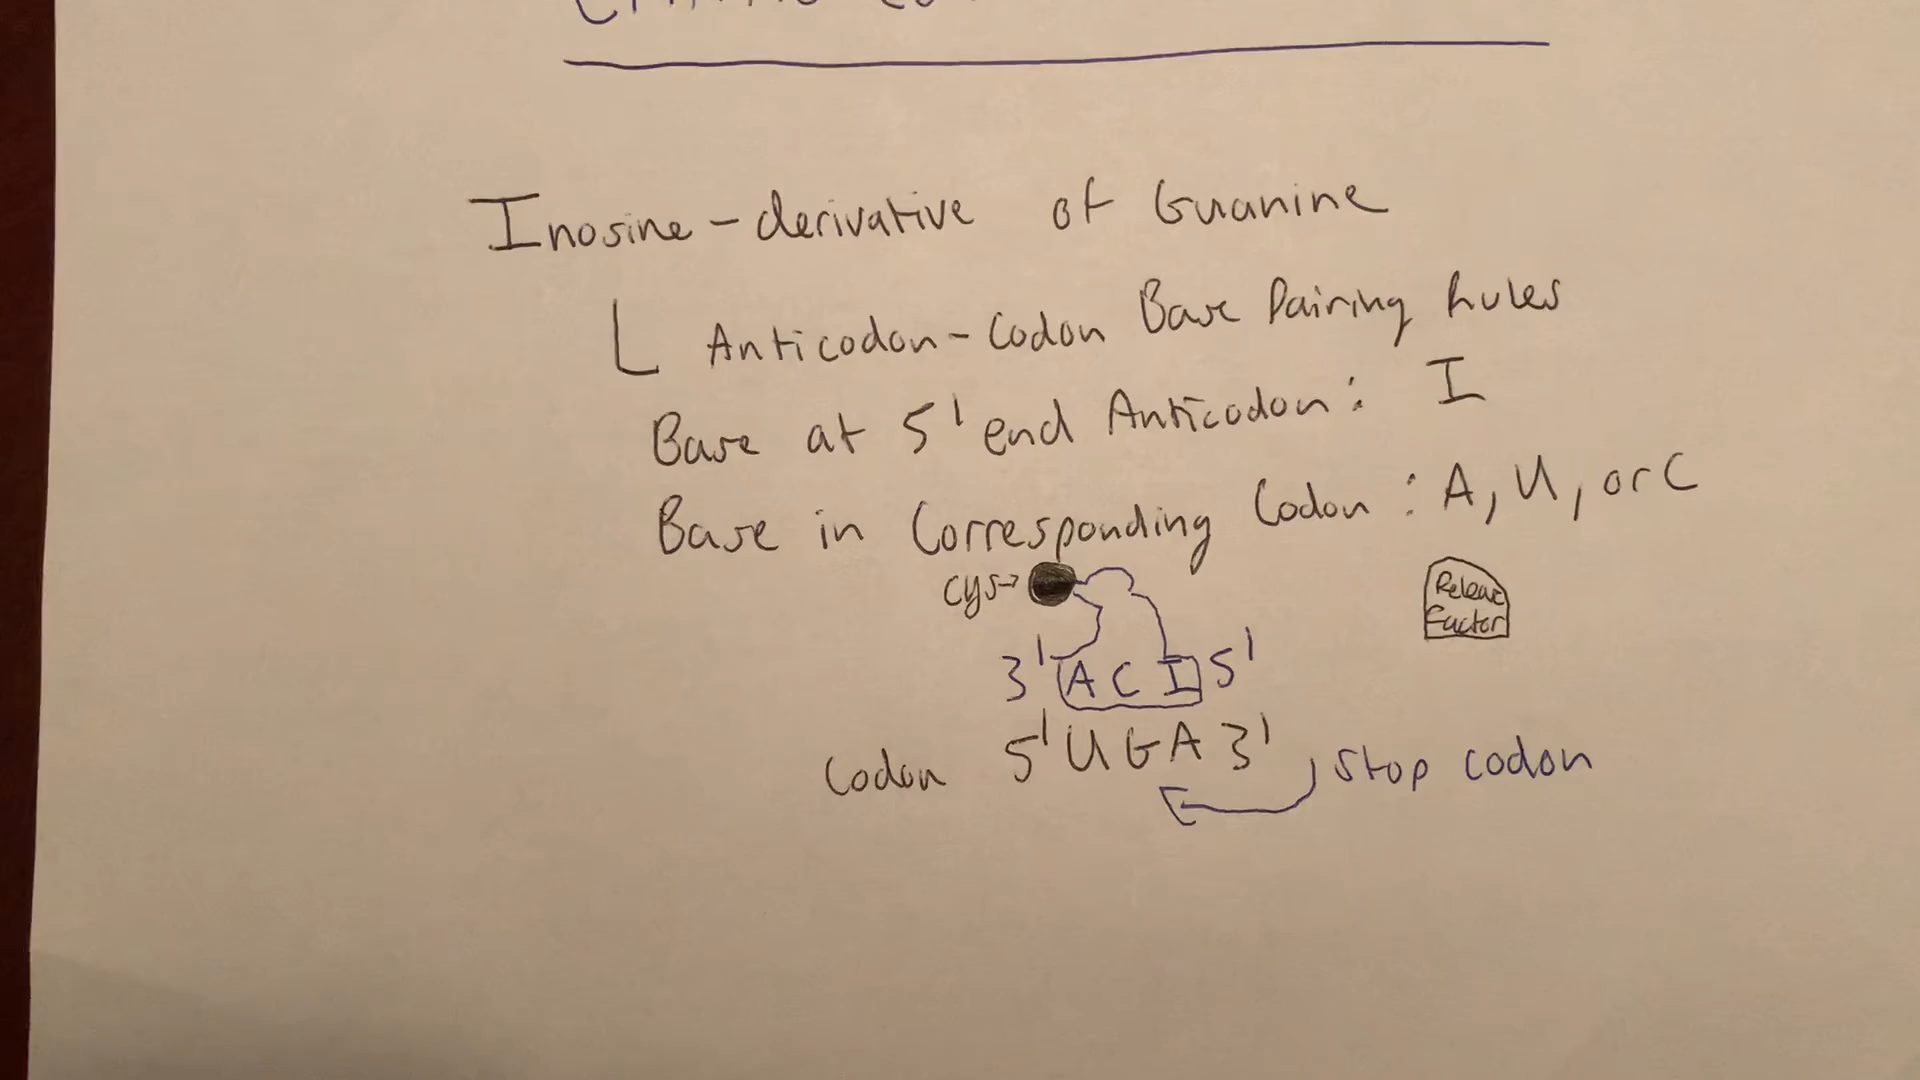 Inosine - derivative of Guanine
Anticodon - Codon Base Pairing Rules
Base at 5' end Anticodon : I
Base in Corresponding Codon : A, U, or C
Cys→
Release
Factor
3' A C I 5'
Codon 5' U G A 3' stop codon